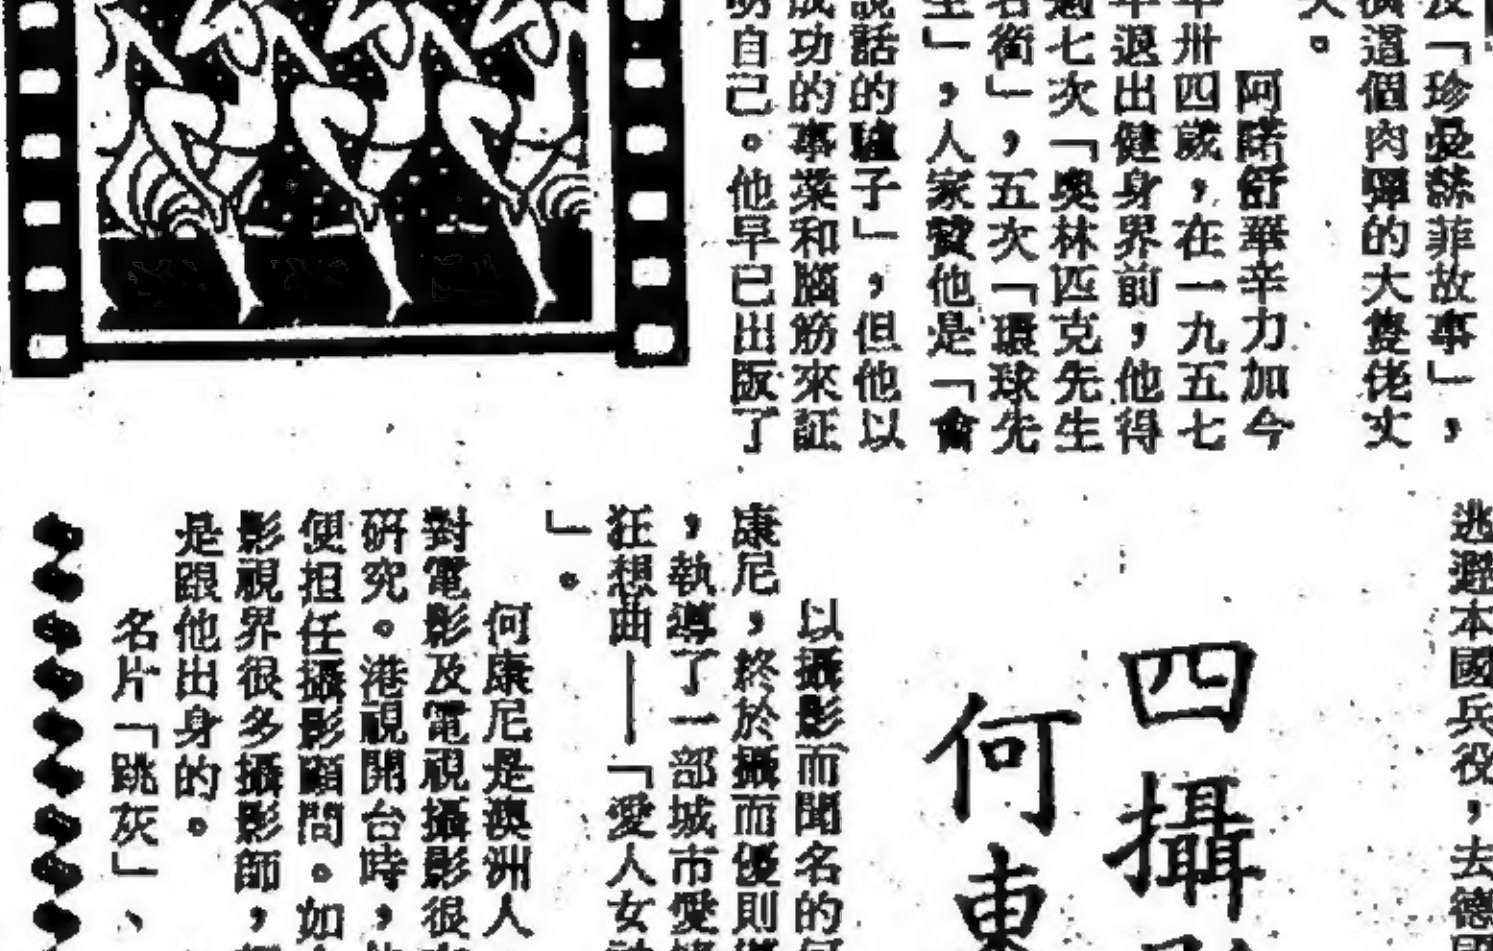 「珍曼赫菲故事」，
這個肉彈的大隻佬丈
夫。
阿諾舒華辛力加今
年卅四歲，在一九五七
年退出健身界前，他得
過七次「奧林匹克先生
名銜」，五次「環球先
生」，人家贊他是「會
說話的騾子」，但他以
成功的事業和腦筋來証
明自己。他早已出版了
逃避本國兵役，去德
四攝
何東
以攝影而聞名的何
康尼，終於攝而優則
，執導了一部城市愛
狂想曲——「愛人女
」。
何康尼是澳洲人
對電影及電視攝影很
研究。港視開台時，
便担任攝影顧問。如
影視界很多攝影師，
是跟他出身的。
名片「跳灰」、